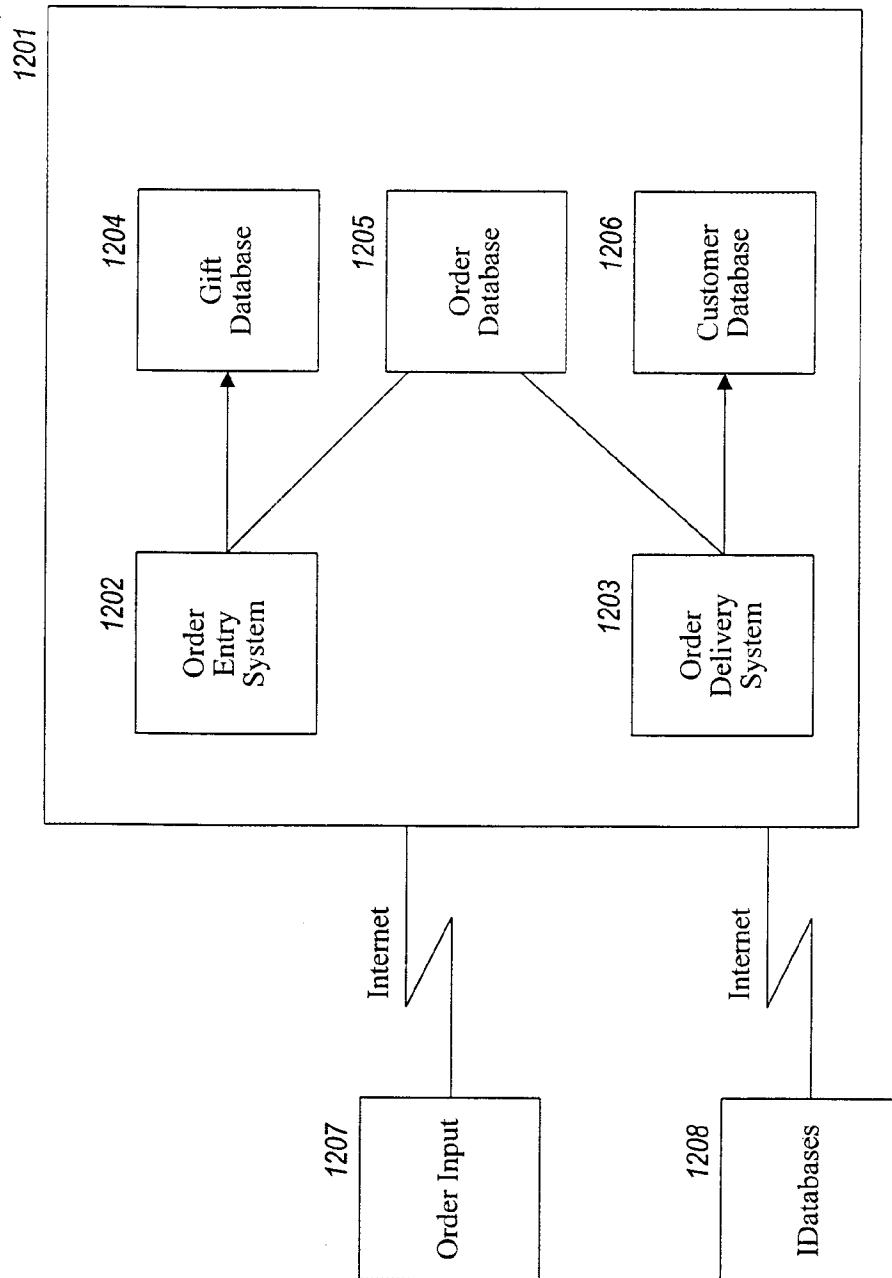 1201
1202
Order
Entry
System
1204
Gift
Database
1207
Order Input
Internet
1205
Order
Database
1203
Order
Delivery
System
1206
Customer
Database
1208
IDatabases
Internet